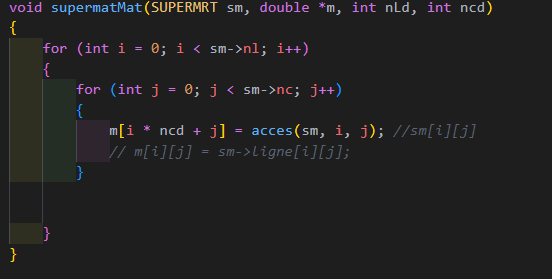 void supermatMat(SUPERMRT sm, double *m, int nLd, int ncd)
{
for (int i = 0; i < sm->nl; i++)
{
for (int j = 0; j < sm->nc; j++)
{
m[i * ncd + j] = acces(sm, i, j); //sm[i][j]
// m[i][j] = sm->ligne[i][j];
}
}
}